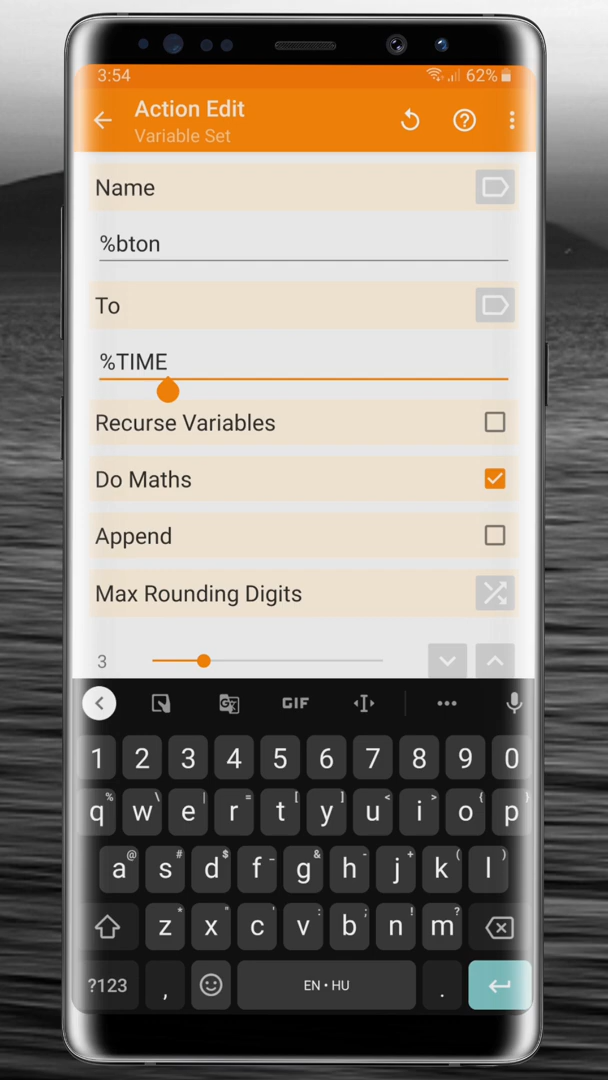 3:54
62%
Action Edit
Variable Set
Name
%bton
To
%TIME
Recurse Variables
Do Maths
Append
Max Rounding Digits
3
GIF
1 2 3 4 5 6 7 8 9 0
q% w\ e| r= t[ y] u< i> o{ p}
a@ s# d$ f_ g& h- j+ k( l)
z* x" c' v: b; n! m?
?123 , EN • HU .